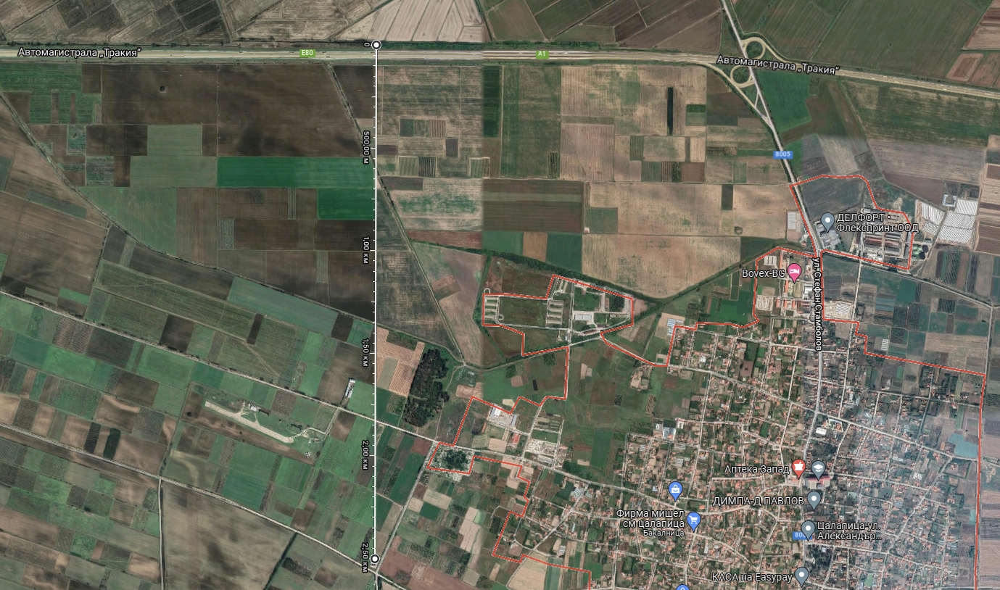 Автомагистрала „Тракия“
E80
0
A1
Автомагистрала „Тракия“
500,00 м
8005
ДЕЛФОРТ •
Флекспринт ООД
1,00 км
ул. Стефан Стамболов
Bovex-BG
1,50 км
2,00 км
Аптека Запад
ДИМПА-Д.ПАВЛОВ
Фирма мишел
см цалапица
Бакалница
Цалапица-ул.
Александър...
2,50 км
КАСА на Easypay